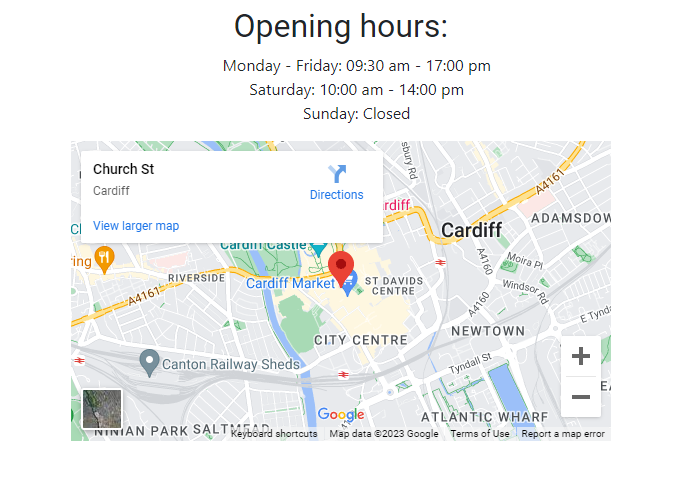 Opening hours:
Monday - Friday: 09:30 am - 17:00 pm
Saturday: 10:00 am - 14:00 pm
Sunday: Closed
Church St
Cardiff
Directions
View larger map
sbury Rd
A4161
rdiff
Cardiff
ADAMSDOW
Cardiff Castle
ring
RIVERSIDE
Cardiff Market
ST DAVIDS
CENTRE
A4160
Moira Pl
Windsor Rd
A4161
A4160
E Tynda
CITY CENTRE
NEWTOWN
Tyndall St
Canton Railway Sheds
Google
ATLANTIC WHARF
NINIAN PARK
SALTMEAD
Keyboard shortcuts
Map data ©2023 Google
Terms of Use
Report a map error